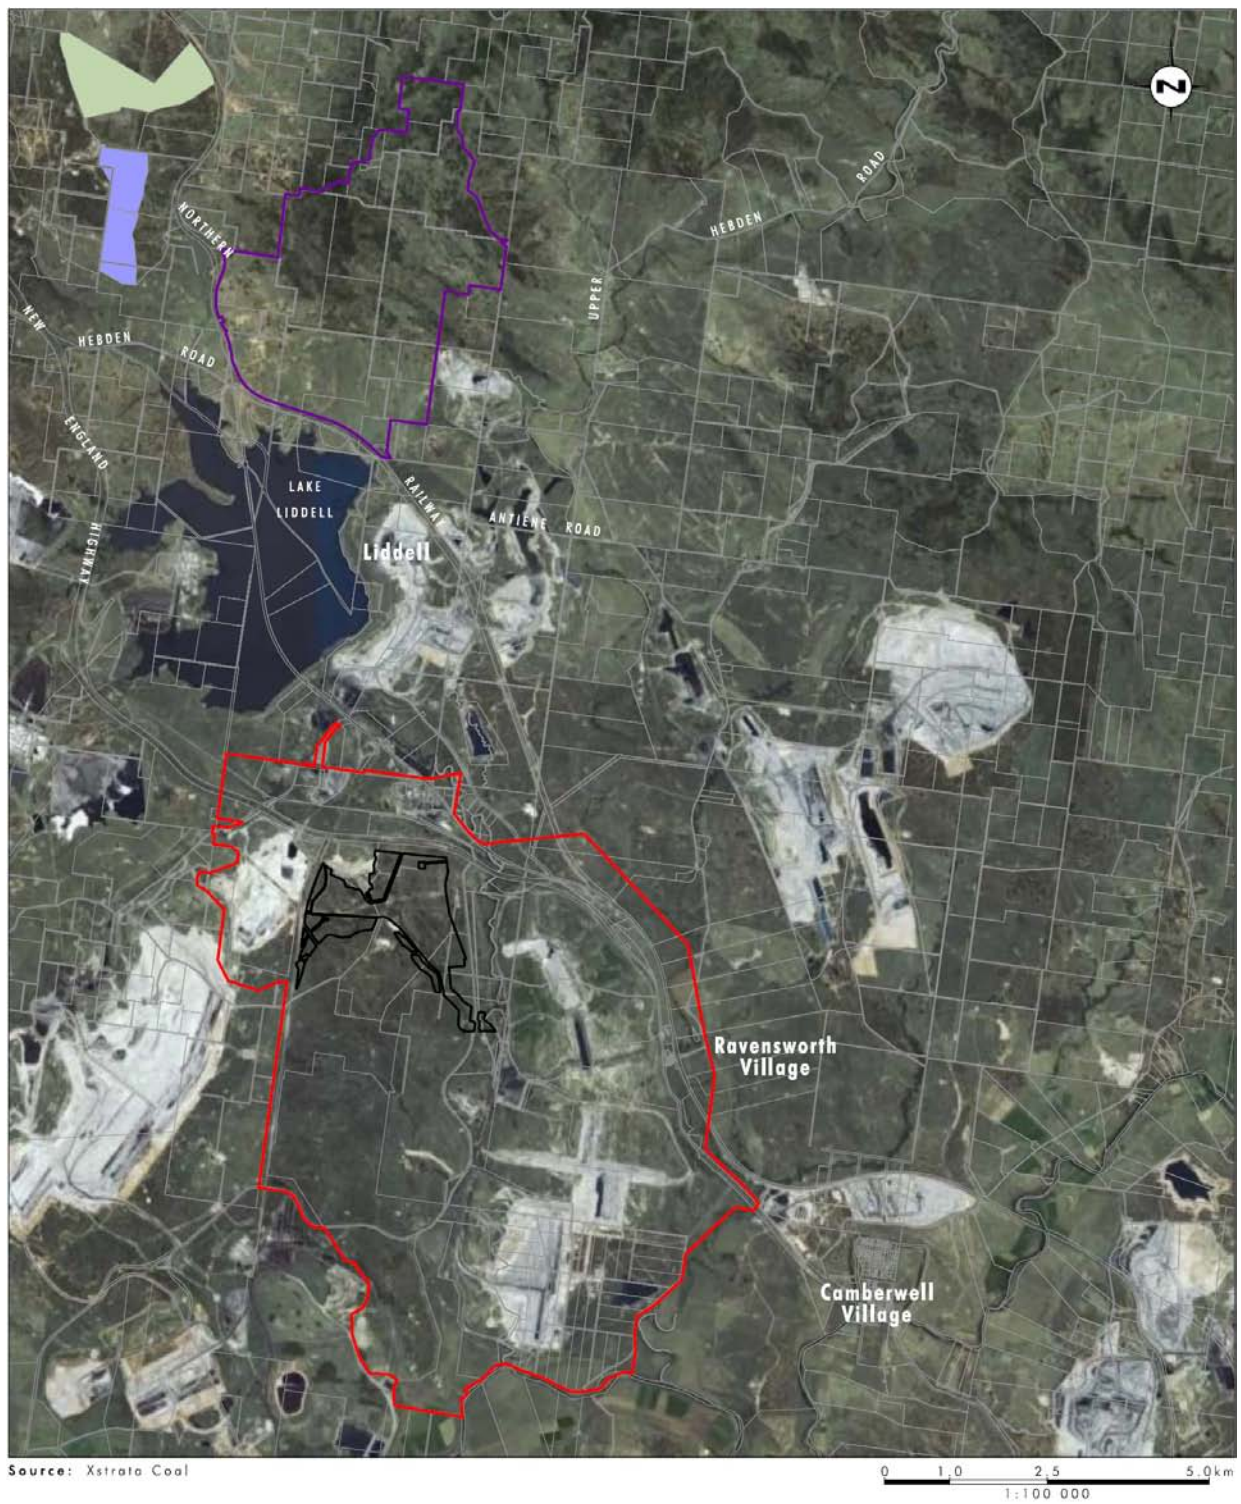 N
ROAD
HEBDEN
NORTHERN
UPPER
NEW
HEBDEN
ROAD
ENGLAND
LAKE
LIDDELL
RAILWAY
ANTIENE ROAD
HIGHWAY
Liddell
Ravensworth
Village
Camberwell
Village
Source: Xstrata Coal
0 1.0 2.5 5.0km
1:100 000